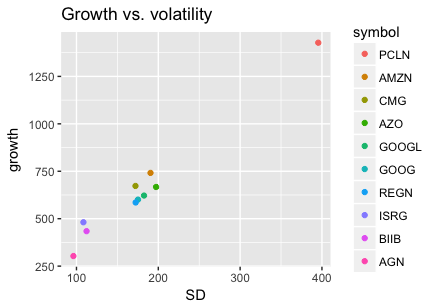 Growth vs. volatility
growth
1250
1000
750
500
250
100
200
300
400
SD
symbol
PCLN
AMZN
CMG
AZO
GOOGL
GOOG
REGN
ISRG
BIIB
AGN